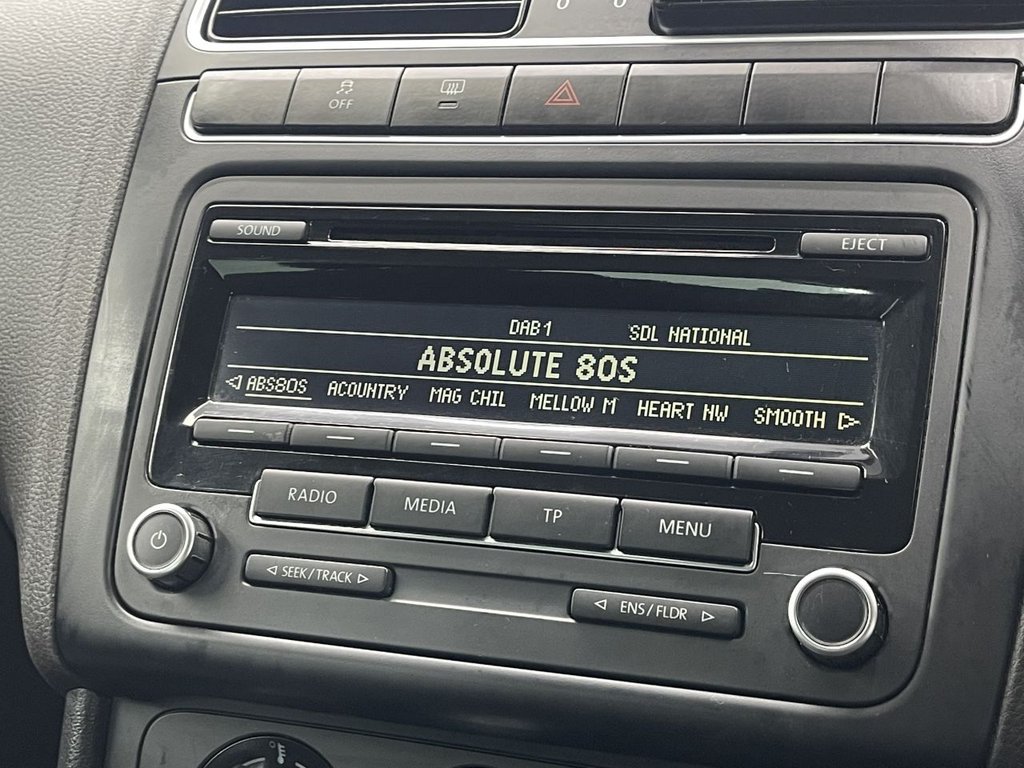 OFF
SOUND
EJECT
DAB1 SDL NATIONAL
ABSOLUTE 80S
ABS80S ACOUNTRY MAG CHIL MELLOW M HEART NW SMOOTH
RADIO MEDIA TP MENU
SEEK/TRACK
ENS/FLDR